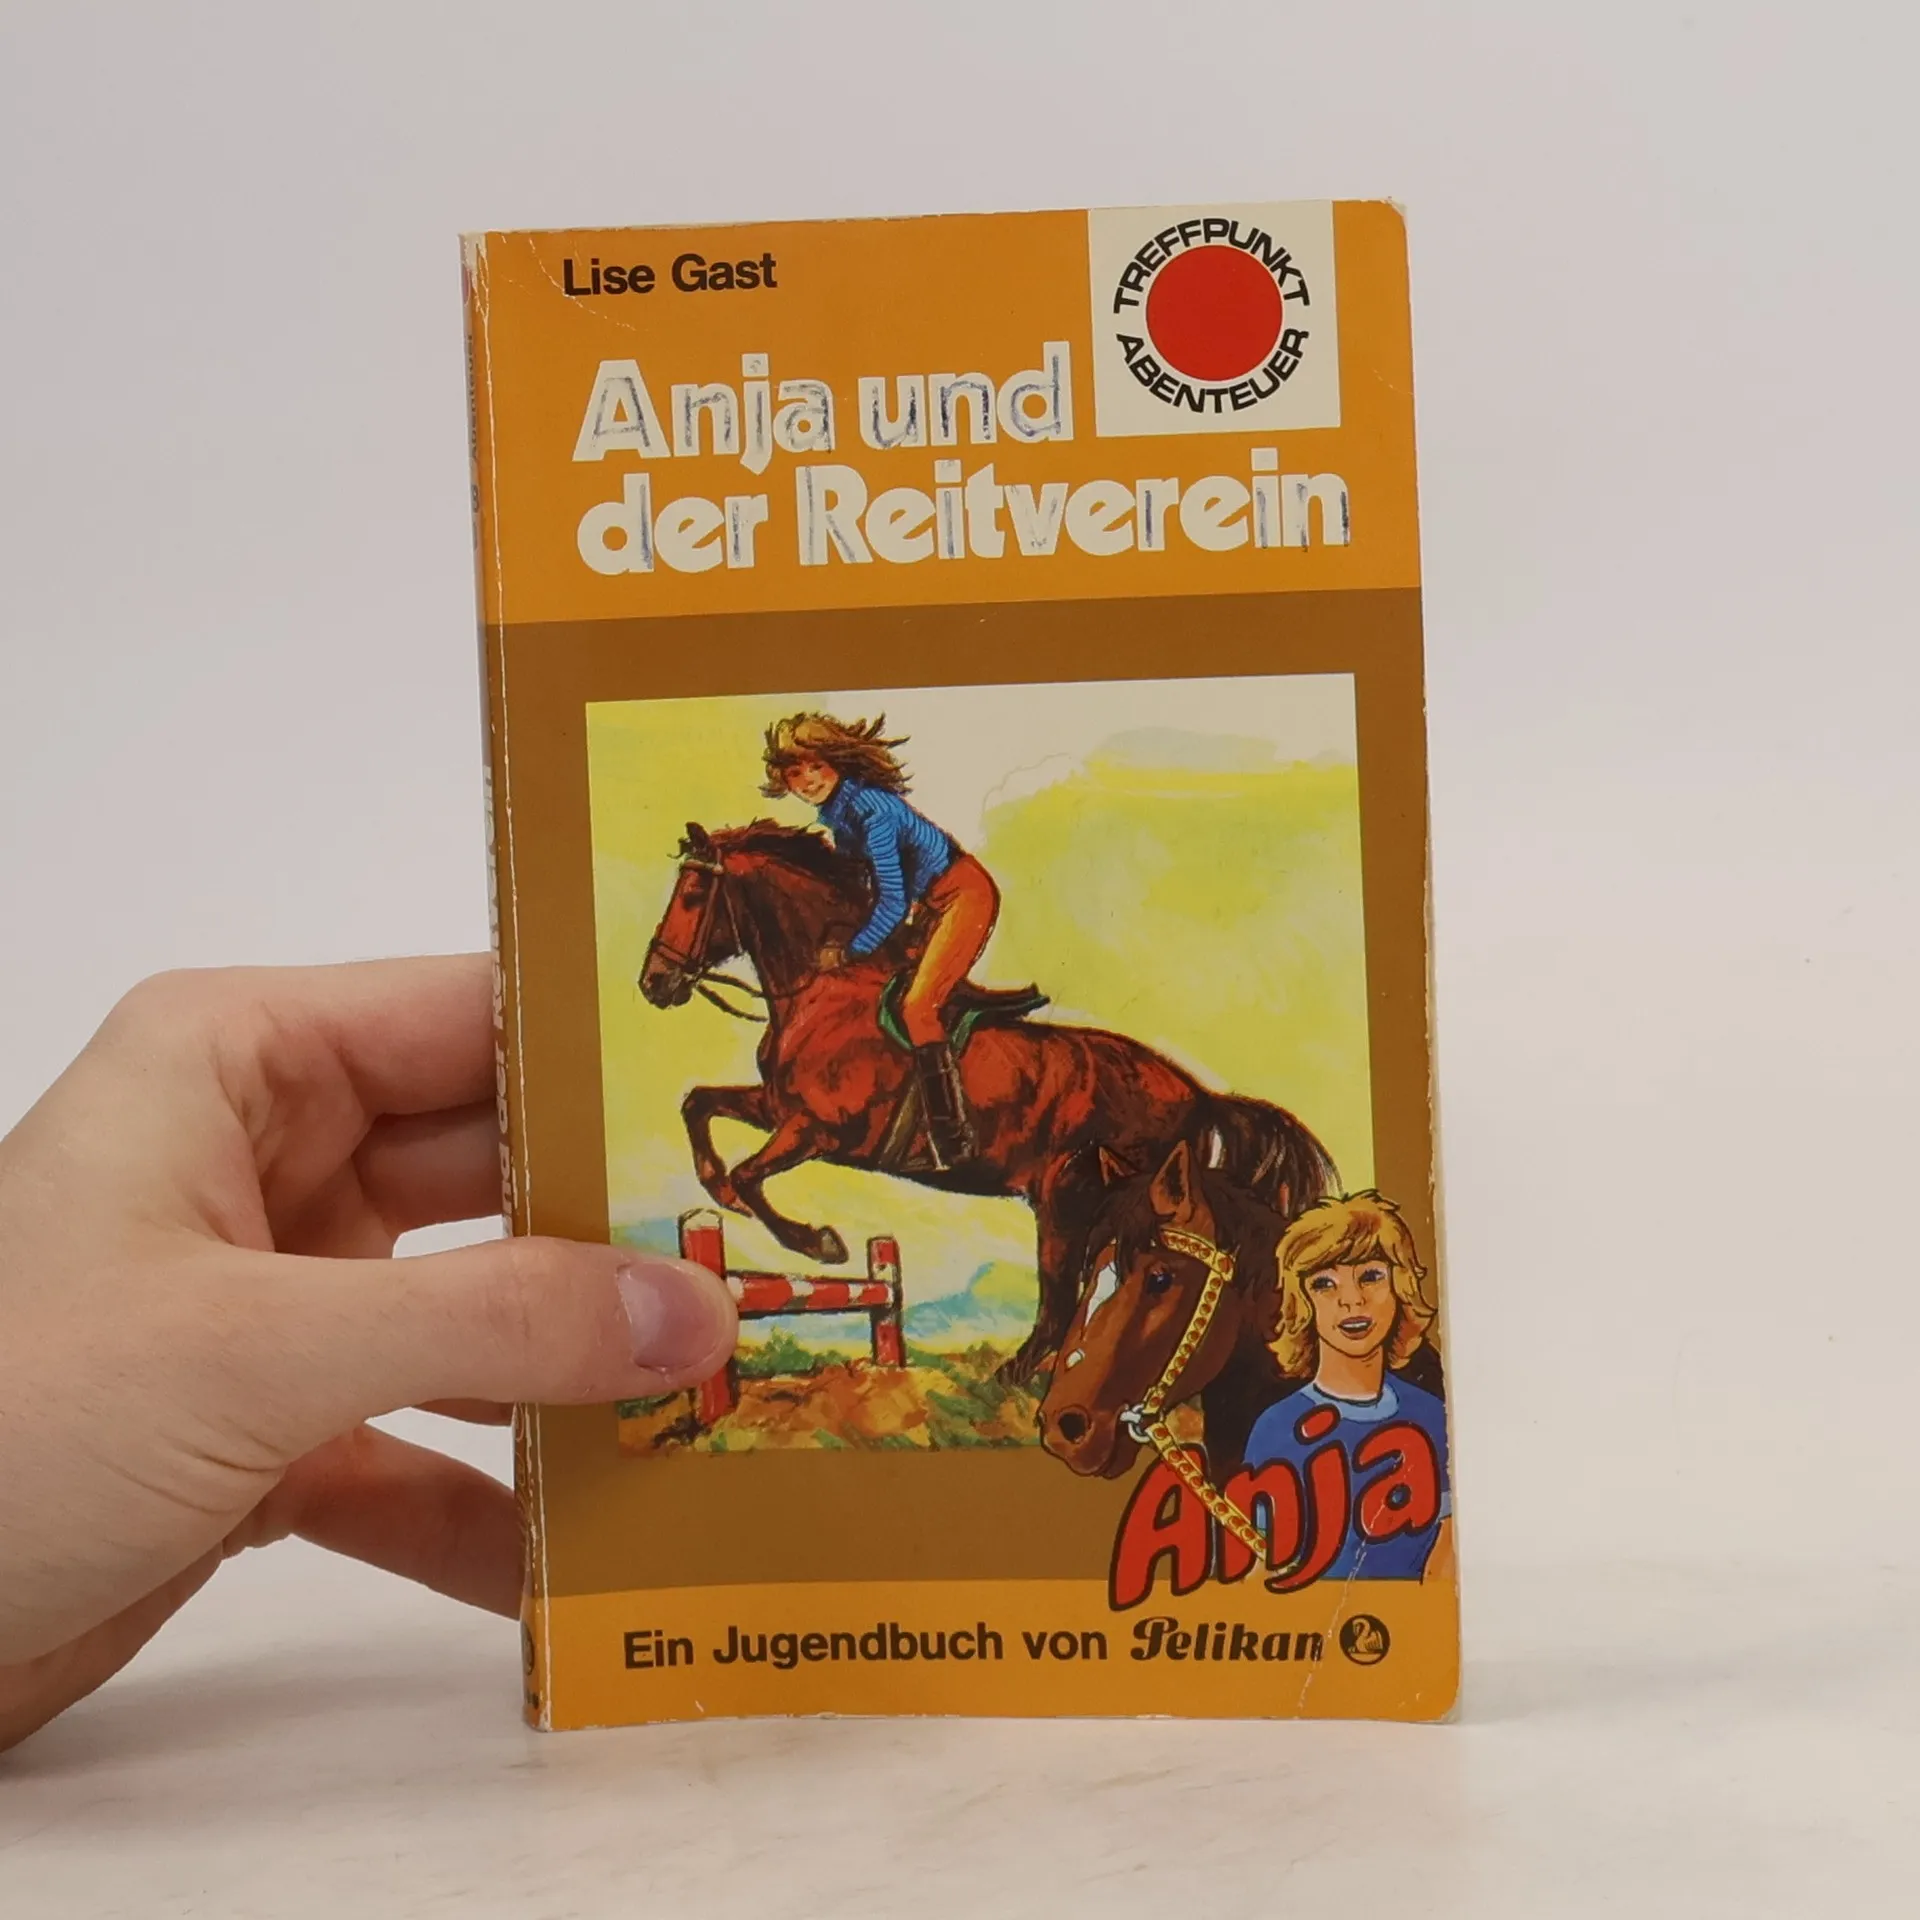 Lise Gast
TREFFPUNKT
ABENTEUER
Anja und
der Reitverein
Anja
Ein Jugendbuch von Pelikan